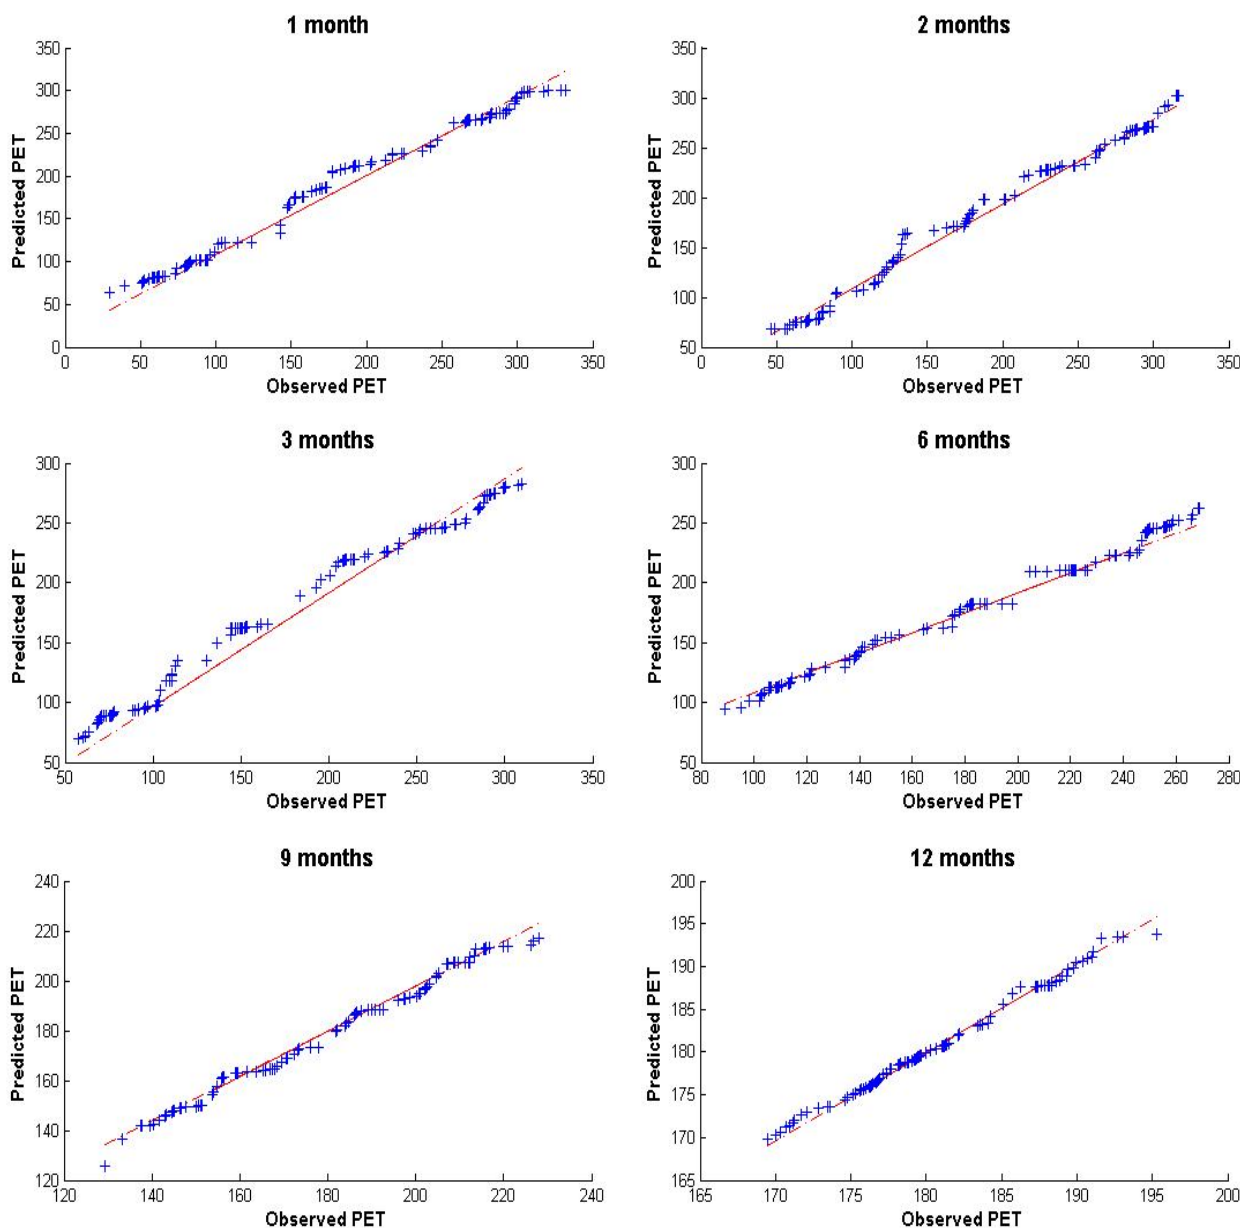 1 month
350
300
250
200
150
100
50
0
Predicted PET
0 50 100 150 200 250 300 350
Observed PET
2 months
350
300
250
200
150
100
50
Predicted PET
0 50 100 150 200 250 300 350
Observed PET
3 months
300
250
200
150
100
50
Predicted PET
50 100 150 200 250 300 350
Observed PET
6 months
300
250
200
150
100
50
Predicted PET
80 100 120 140 160 180 200 220 240 260 280
Observed PET
9 months
240
220
200
180
160
140
120
Predicted PET
120 140 160 180 200 220 240
Observed PET
12 months
200
195
190
185
180
175
170
165
Predicted PET
165 170 175 180 185 190 195 200
Observed PET